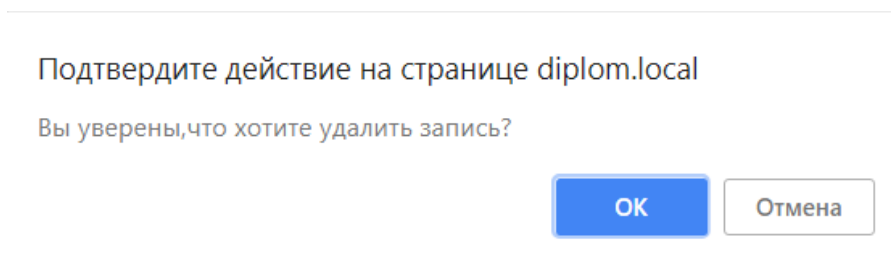 Подтвердите действие на странице diplom.local
Вы уверены,что хотите удалить запись?
ОК Отмена